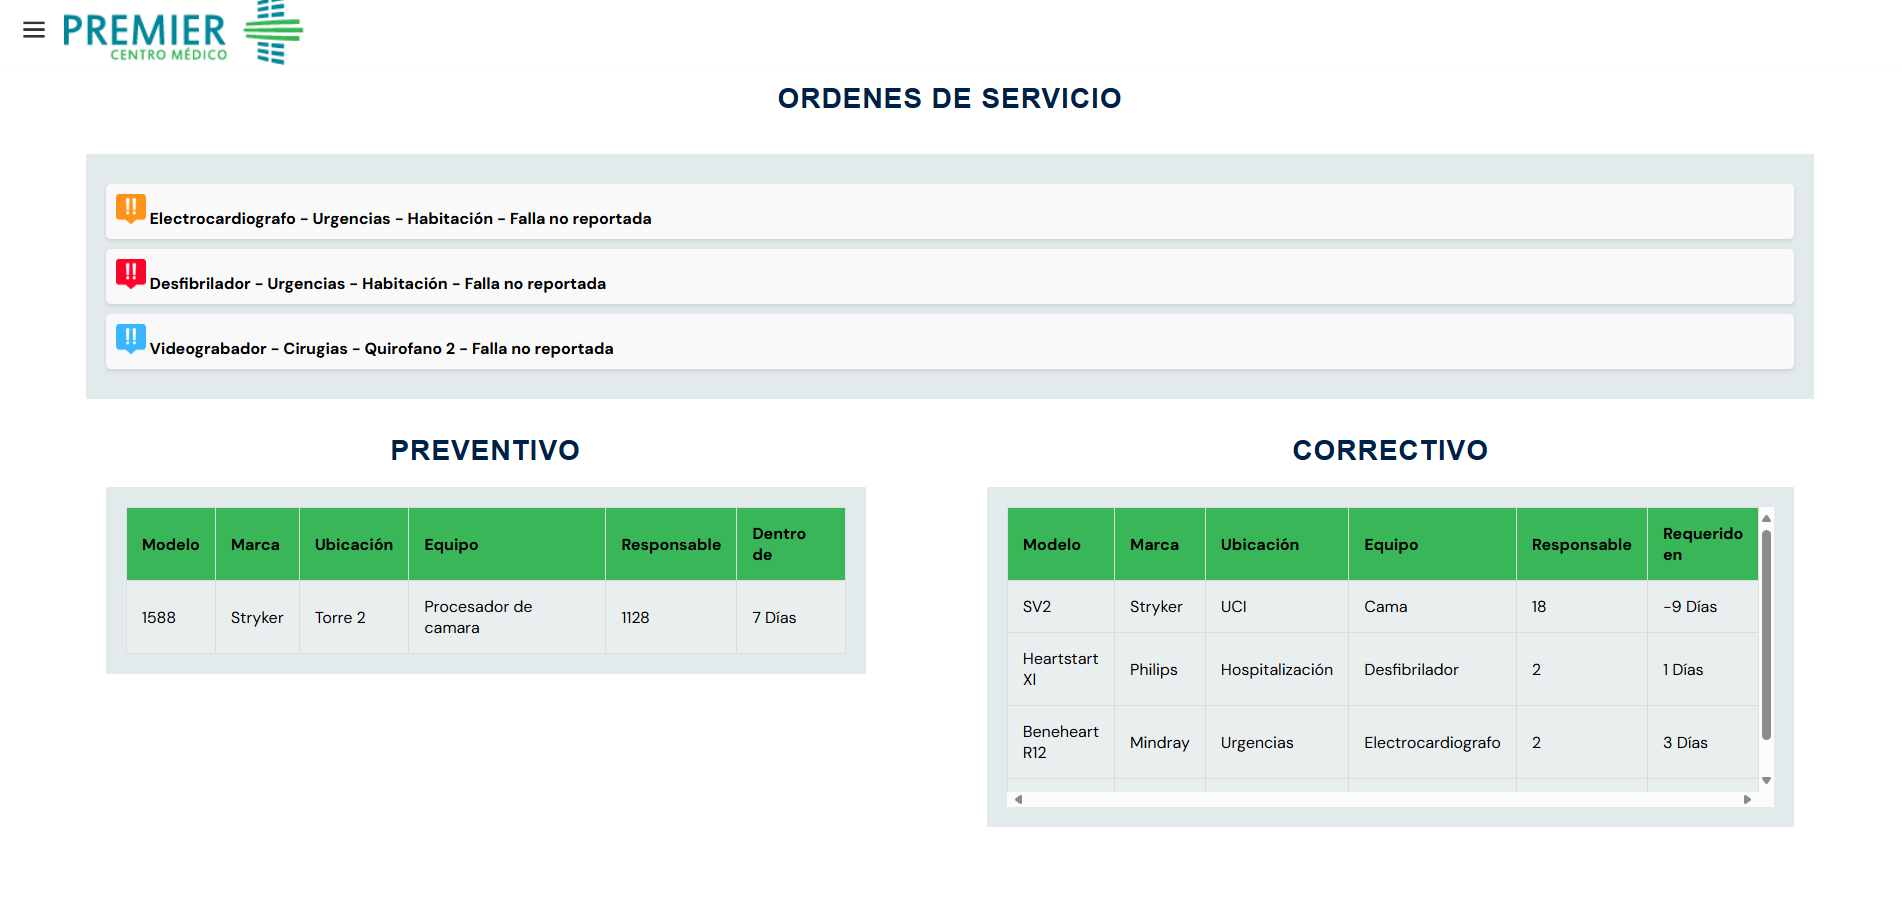 PREMIER
CENTRO MÉDICO
ORDENES DE SERVICIO
!! Electrocardiografo - Urgencias - Habitación - Falla no reportada
!! Desfibrilador - Urgencias - Habitación - Falla no reportada
!! Videograbador - Cirugias - Quirofano 2 - Falla no reportada
PREVENTIVO
Modelo Marca Ubicación Equipo Responsable Dentro de
1588 Stryker Torre 2 Procesador de camara 1128 7 Días
CORRECTIVO
Modelo Marca Ubicación Equipo Responsable Requerido en
SV2 Stryker UCI Cama 18 -9 Días
Heartstart Xl Philips Hospitalización Desfibrilador 2 1 Días
Beneheart R12 Mindray Urgencias Electrocardiografo 2 3 Días